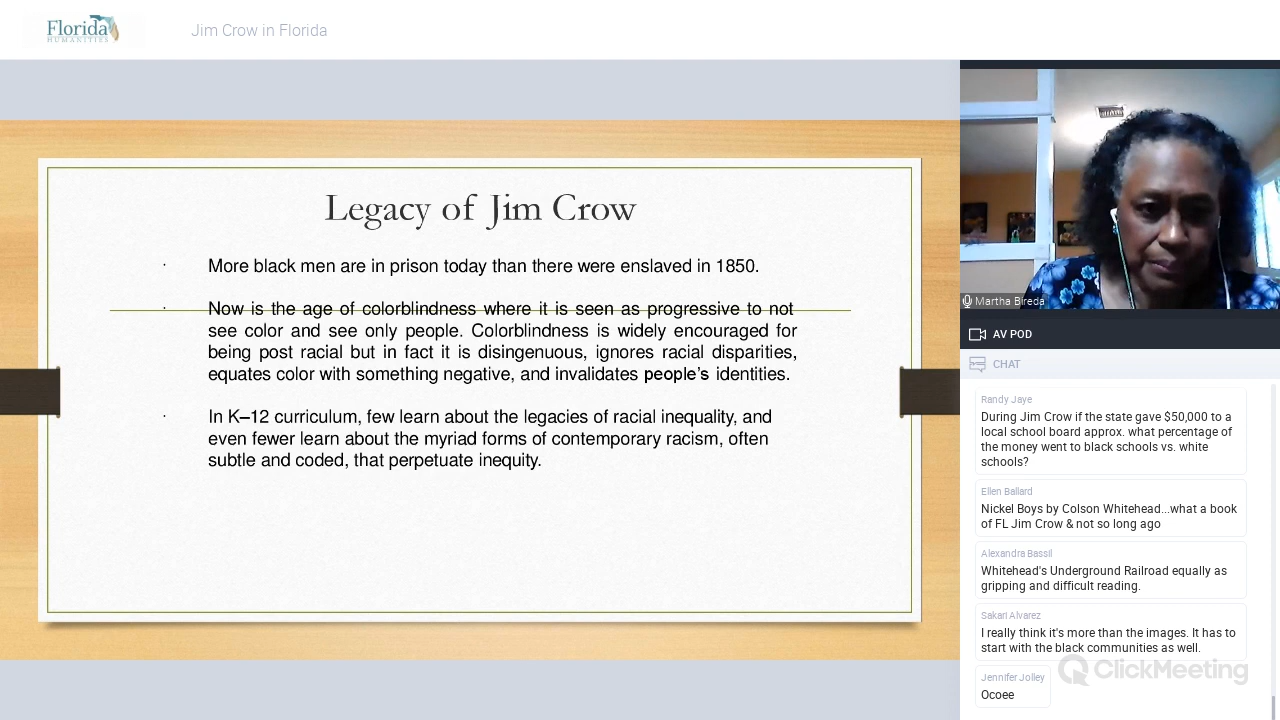 Florida
HUMANITIES
Jim Crow in Florida
Legacy of Jim Crow
· More black men are in prison today than there were enslaved in 1850.
· Now is the age of colorblindness where it is seen as progressive to not
see color and see only people. Colorblindness is widely encouraged for
being post racial but in fact it is disingenuous, ignores racial disparities,
equates color with something negative, and invalidates people's identities.
· In K–12 curriculum, few learn about the legacies of racial inequality, and
even fewer learn about the myriad forms of contemporary racism, often
subtle and coded, that perpetuate inequity.
Martha Bireda
AV POD
CHAT
Randy Jaye
During Jim Crow if the state gave $50,000 to a
local school board approx. what percentage of
the money went to black schools vs. white
schools?
Ellen Ballard
Nickel Boys by Colson Whitehead...what a book
of FL Jim Crow & not so long ago
Alexandra Bassil
Whitehead's Underground Railroad equally as
gripping and difficult reading.
Sakari Alvarez
I really think it's more than the images. It has to
start with the black communities as well.
Jennifer Jolley
Ocoee
ClickMeeting